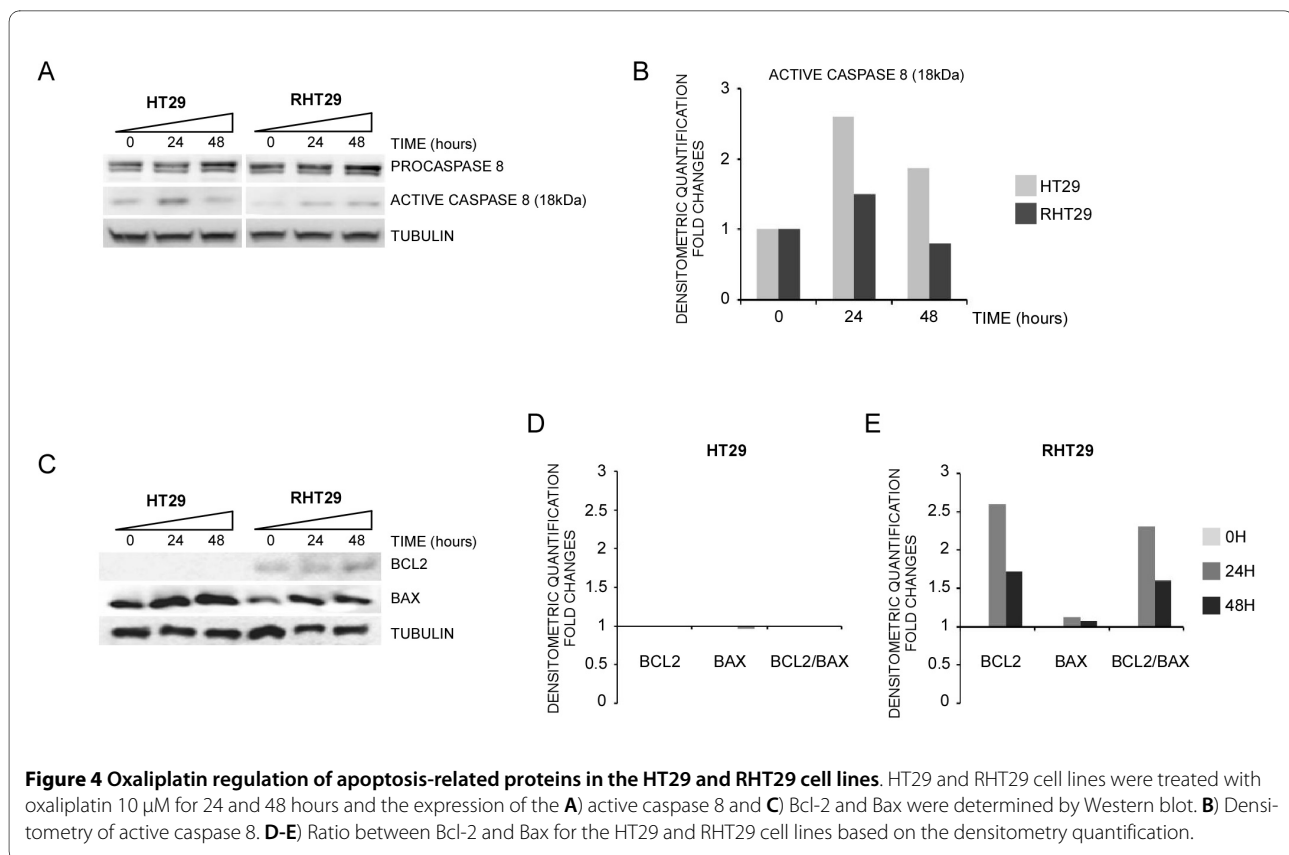 A
HT29 RHT29
0 24 48 0 24 48 TIME (hours)
PROCASPASE 8
ACTIVE CASPASE 8 (18kDa)
TUBULIN
B
ACTIVE CASPASE 8 (18kDa)
DENSITOMETRIC QUANTIFICATION
FOLD CHANGES
3
2
1
0
0 24 48 TIME (hours)
HT29
RHT29
C
HT29 RHT29
0 24 48 0 24 48 TIME (hours)
BCL2
BAX
TUBULIN
D
HT29
DENSITOMETRIC QUANTIFICATION
FOLD CHANGES
3
2.5
2
1.5
1
0.5
0
BCL2 BAX BCL2/BAX
E
RHT29
DENSITOMETRIC QUANTIFICATION
FOLD CHANGES
3
2.5
2
1.5
1
0.5
0
BCL2 BAX BCL2/BAX
0H
24H
48H
Figure 4 Oxaliplatin regulation of apoptosis-related proteins in the HT29 and RHT29 cell lines. HT29 and RHT29 cell lines were treated with
oxaliplatin 10 μM for 24 and 48 hours and the expression of the A) active caspase 8 and C) Bcl-2 and Bax were determined by Western blot. B) Densi-
tometry of active caspase 8. D-E) Ratio between Bcl-2 and Bax for the HT29 and RHT29 cell lines based on the densitometry quantification.